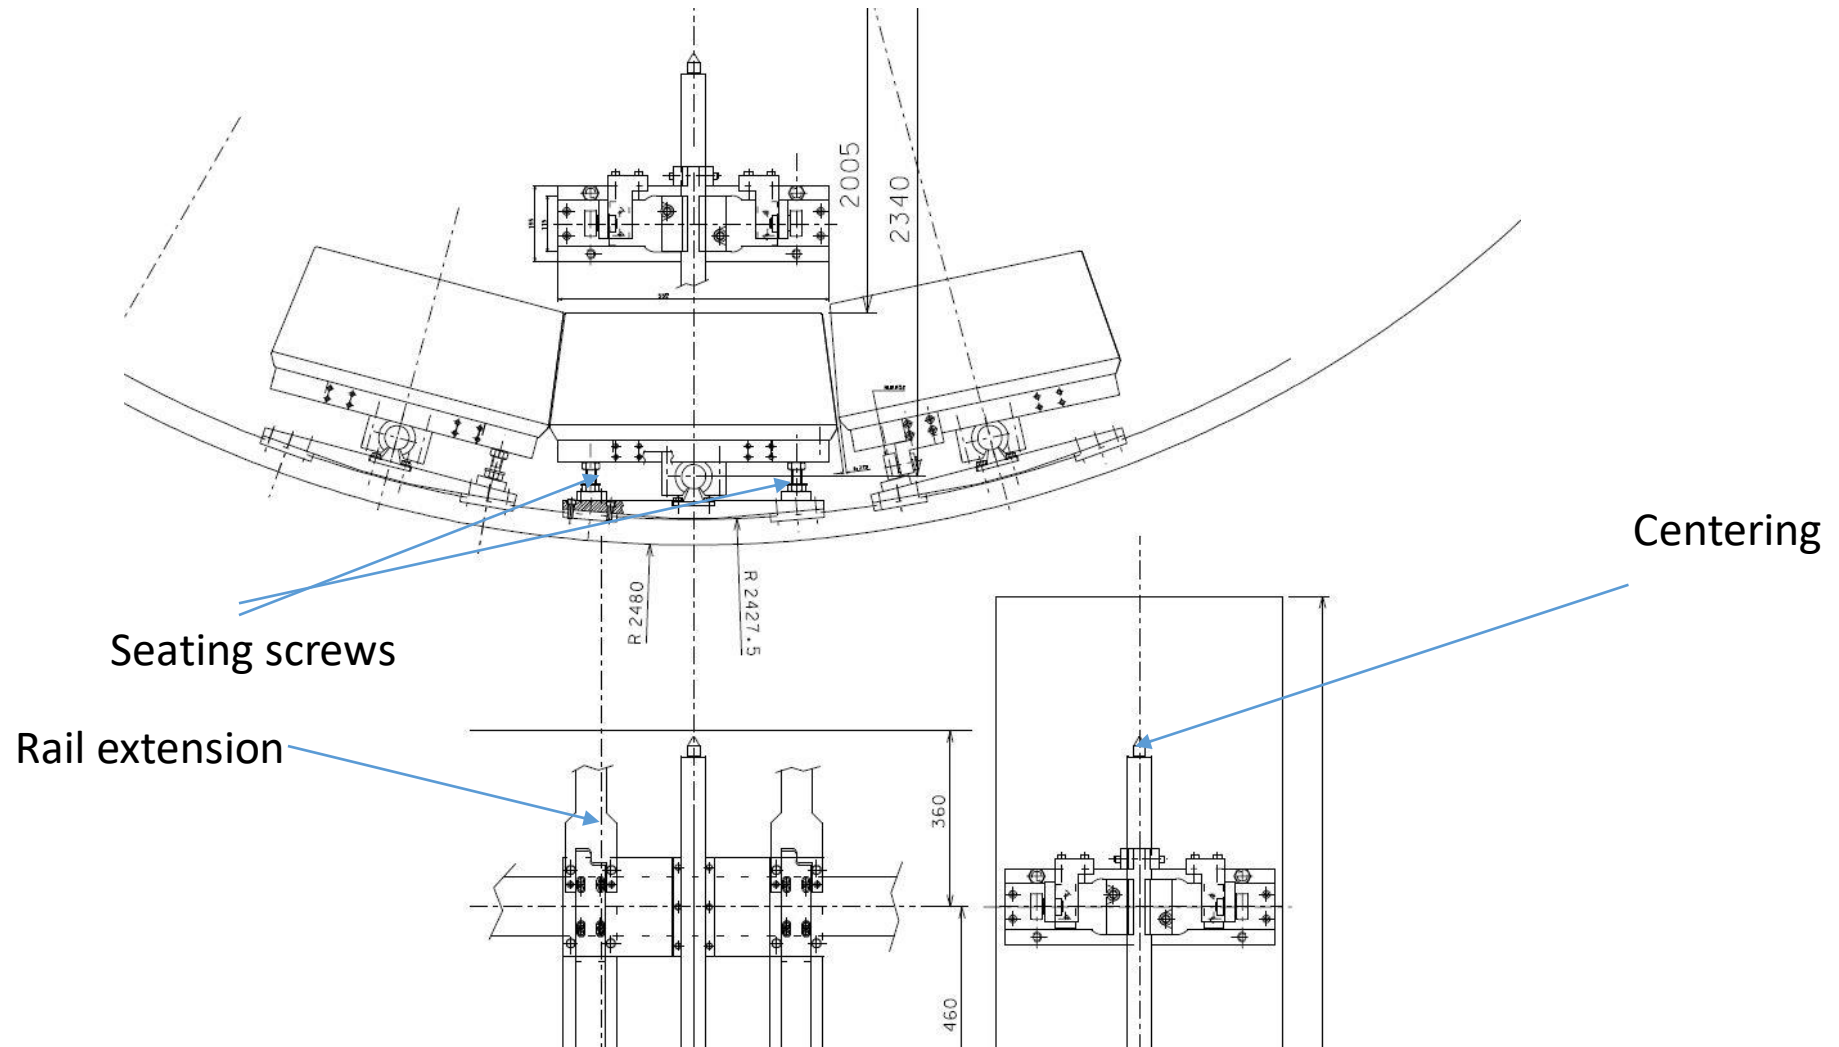 2005
2340
Centering
R 2480
R 2427.5
Seating screws
Rail extension
360
460